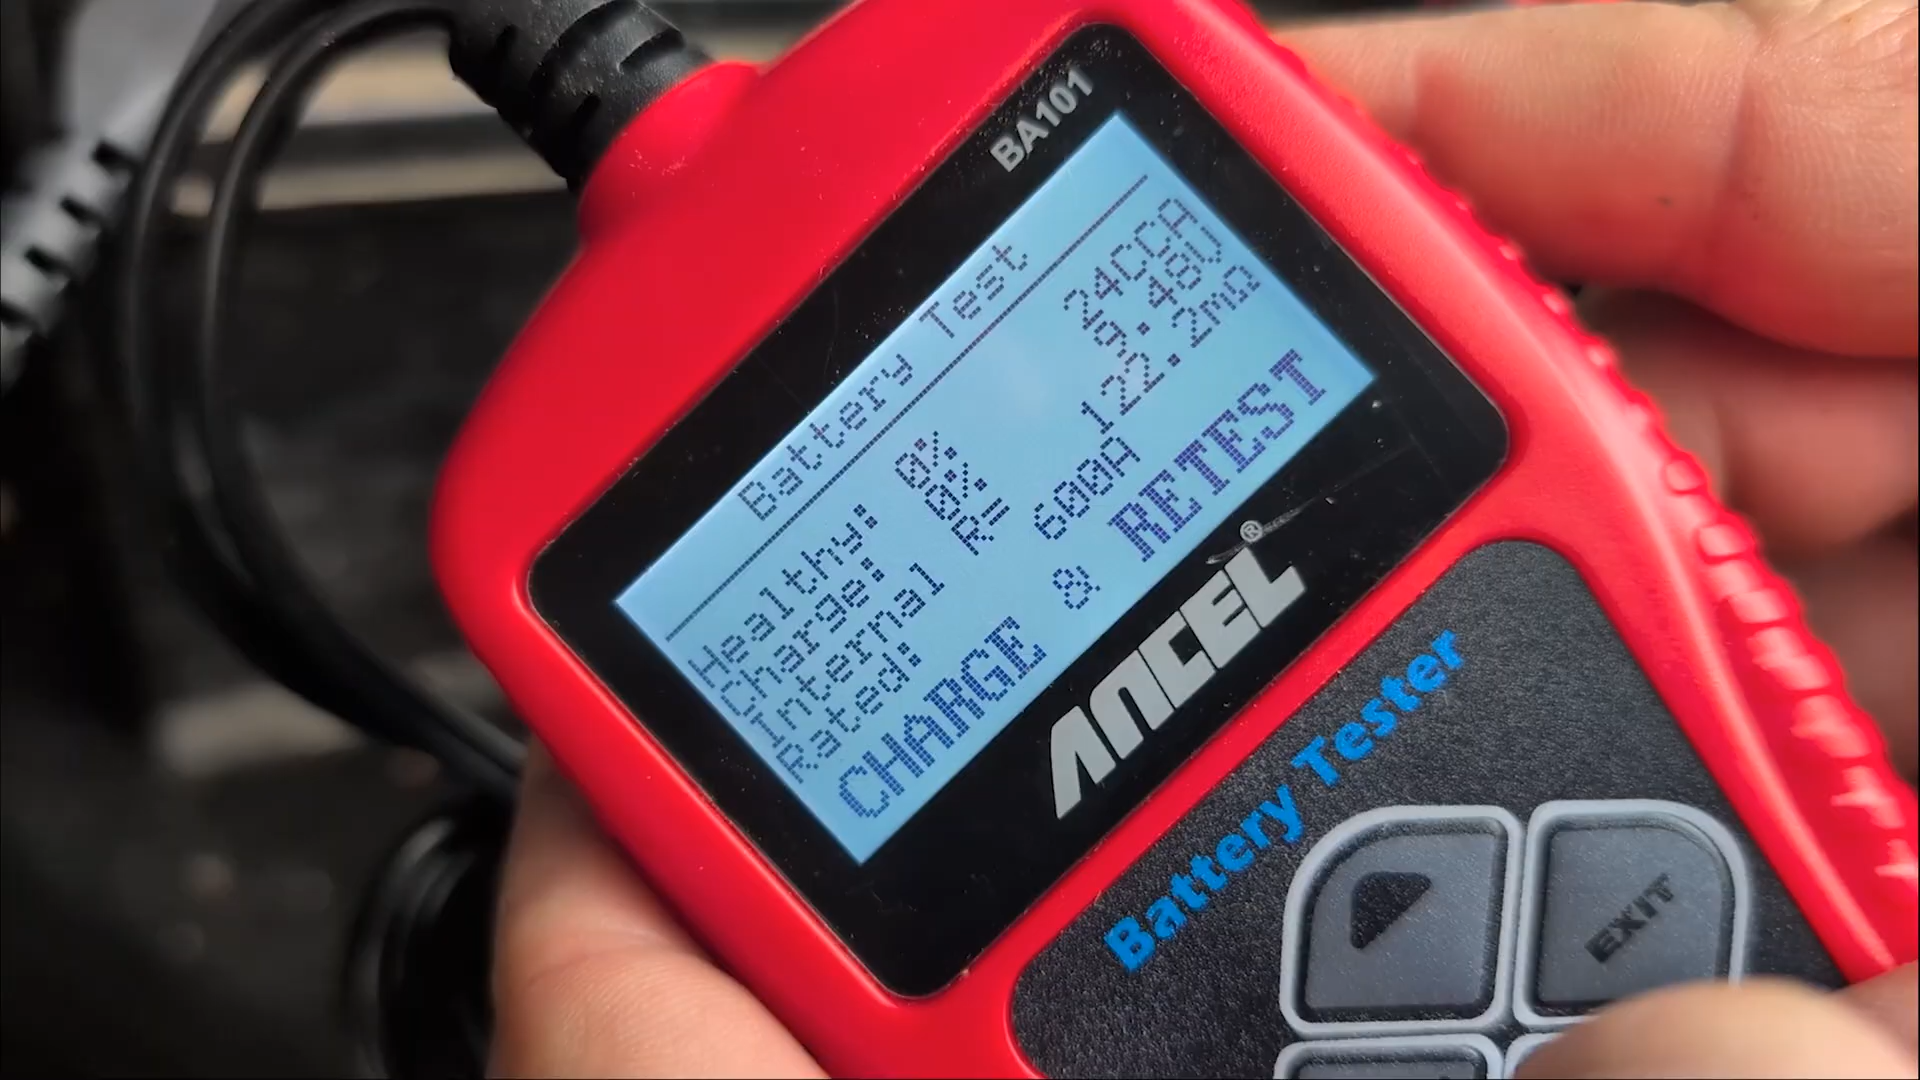 BA101
Battery Test
Healthy: 0% 24CCA
Charge: 0% 9.48V
Internal R= 122.2mΩ
Rated: 600A
CHARGE & RETEST
ANCEL®
Battery Tester
EXIT